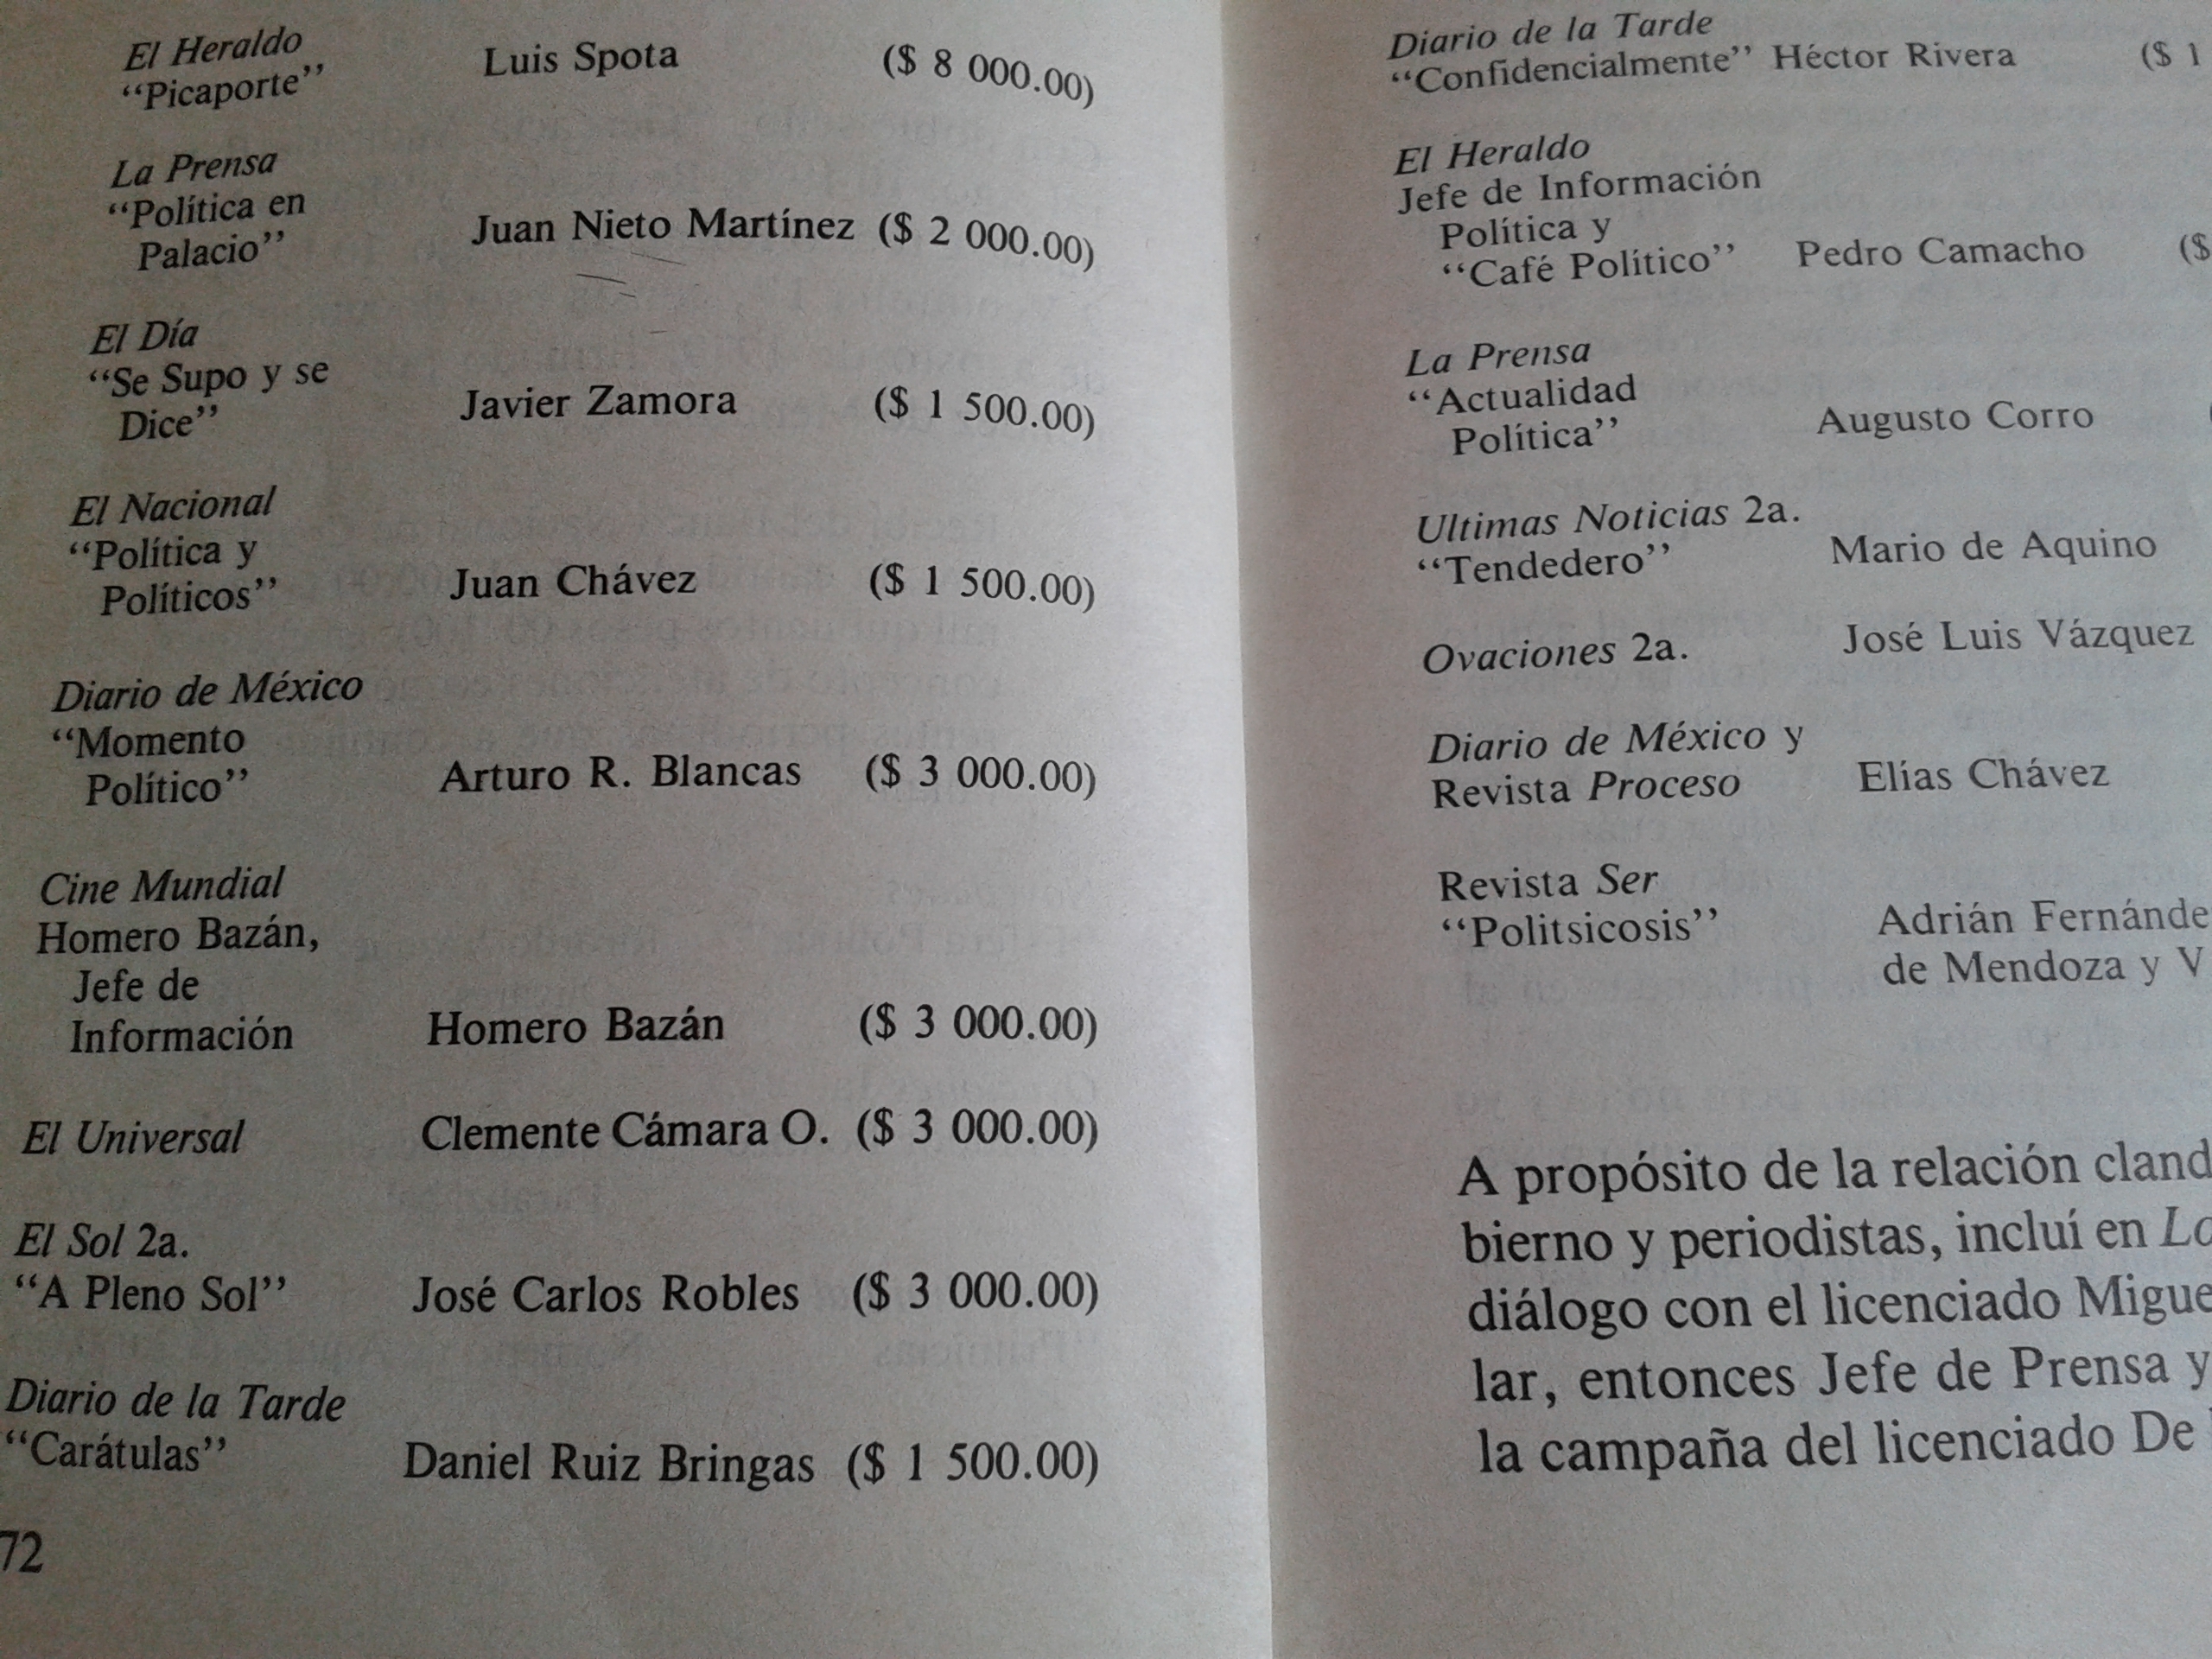 El Heraldo
“Picaporte” Luis Spota ($ 8 000.00)
La Prensa
“Política en
Palacio” Juan Nieto Martínez ($ 2 000.00)
El Día
“Se Supo y se
Dice” Javier Zamora ($ 1 500.00)
El Nacional
“Política y
Políticos” Juan Chávez ($ 1 500.00)
Diario de México
“Momento
Político” Arturo R. Blancas ($ 3 000.00)
Cine Mundial
Homero Bazán,
Jefe de
Información Homero Bazán ($ 3 000.00)
El Universal Clemente Cámara O. ($ 3 000.00)
El Sol 2a.
“A Pleno Sol” José Carlos Robles ($ 3 000.00)
Diario de la Tarde
“Carátulas” Daniel Ruiz Bringas ($ 1 500.00)
72
Diario de la Tarde
“Confidencialmente” Héctor Rivera ($ 1
El Heraldo
Jefe de Información
Política y
“Café Político” Pedro Camacho ($
La Prensa
“Actualidad
Política” Augusto Corro
Ultimas Noticias 2a.
“Tendedero” Mario de Aquino
Ovaciones 2a. José Luis Vázquez
Diario de México y
Revista Proceso Elías Chávez
Revista Ser
“Politsicosis” Adrián Fernánde
de Mendoza y V
A propósito de la relación cland
bierno y periodistas, incluí en Lo
diálogo con el licenciado Migue
lar, entonces Jefe de Prensa y
la campaña del licenciado De